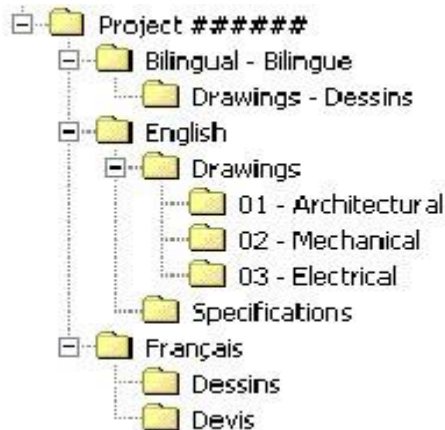 Project ######
Bilingual - Bilingue
Drawings - Dessins
English
Drawings
01 - Architectural
02 - Mechanical
03 - Electrical
Specifications
Français
Dessins
Devis